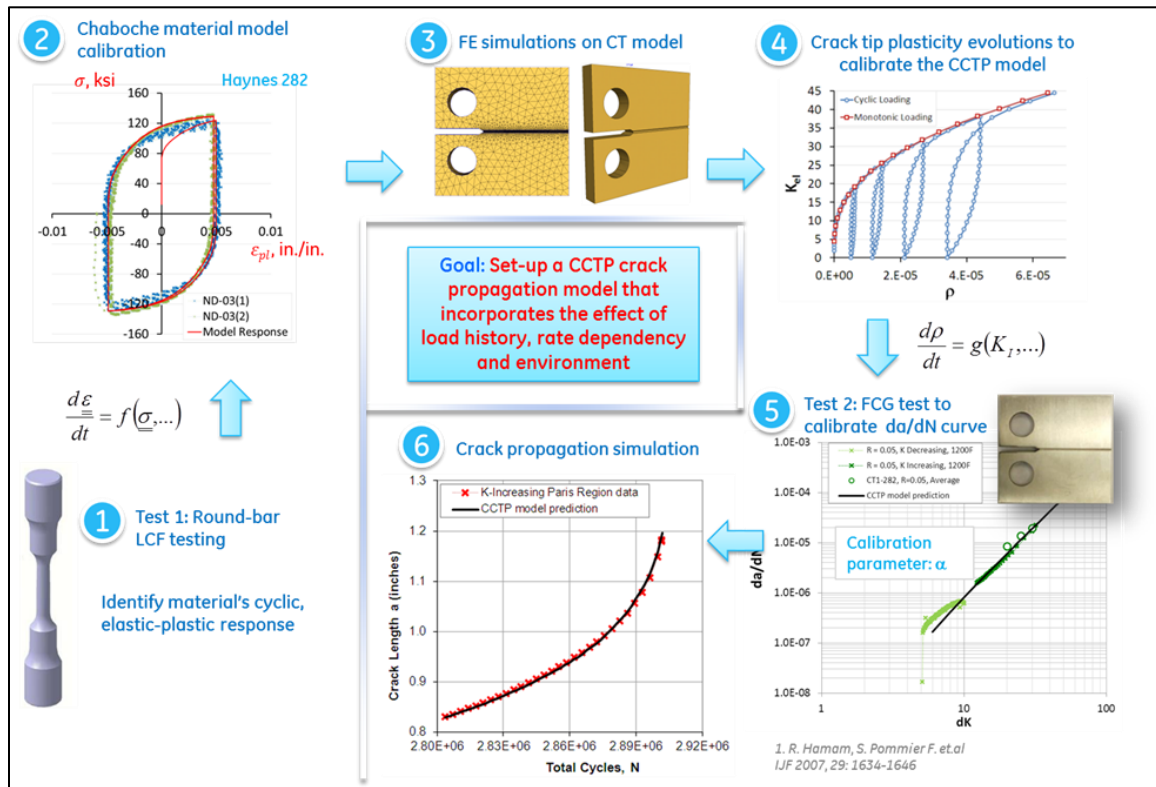 2
Chaboche material model
calibration
σ, ksi
Haynes 282
160
120
80
40
0
-40
-80
-120
-160
-0.01
-0.005
0
0.005
0.01
εpl, in./in.
ND-03(1)
ND-03(2)
Model Response
3
FE simulations on CT model
4
Crack tip plasticity evolutions to
calibrate the CCTP model
Cyclic Loading
Monotonic Loading
Kel
45
40
35
30
25
20
15
10
5
0
0.E+00
2.E-05
4.E-05
6.E-05
ρ
Goal: Set-up a CCTP crack
propagation model that
incorporates the effect of
load history, rate dependency
and environment
dρ/dt = g(KI,...)
dε/dt = f(σ,...)
1
Test 1: Round-bar
LCF testing
Identify material's cyclic,
elastic-plastic response
6
Crack propagation simulation
K-Increasing Paris Region data
CCTP model prediction
Crack Length a (inches)
1.3
1.2
1.1
1.0
0.9
0.8
2.80E+06
2.83E+06
2.86E+06
2.89E+06
2.92E+06
Total Cycles, N
5
Test 2: FCG test to
calibrate da/dN curve
R = 0.05, K Decreasing, 1200F
R = 0.05, K Increasing, 1200F
CT1-282, R=0.05, Average
CCTP model prediction
Calibration
parameter: α
da/dN
1.0E-03
1.0E-04
1.0E-05
1.0E-06
1.0E-07
1.0E-08
1
10
100
dK
1. R. Hamam, S. Pommier F. et.al
IJF 2007, 29: 1634-1646